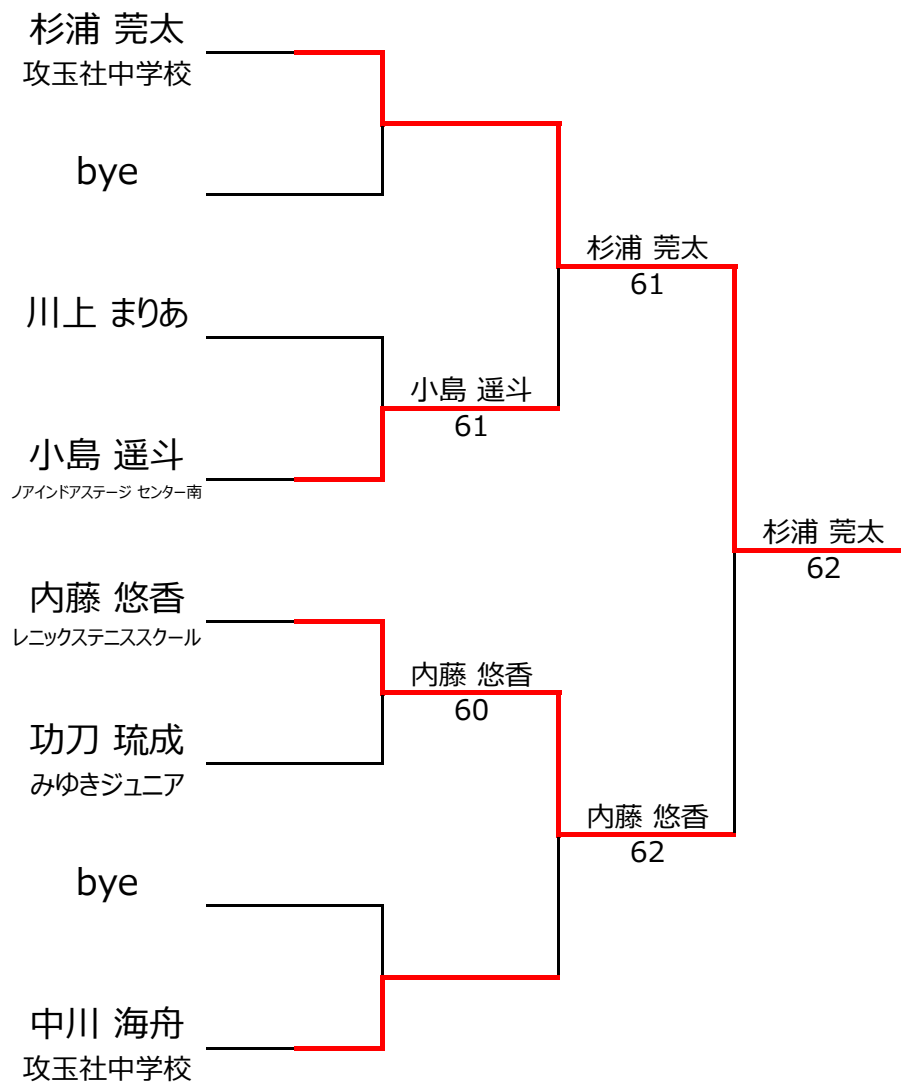 杉浦 莞太
攻玉社中学校
bye
杉浦 莞太
61
川上 まりあ
小島 遥斗
61
小島 遥斗
ノアインドアステージ センター南
杉浦 莞太
62
内藤 悠香
レニックステニススクール
内藤 悠香
60
功刀 琉成
みゆきジュニア
内藤 悠香
62
bye
中川 海舟
攻玉社中学校